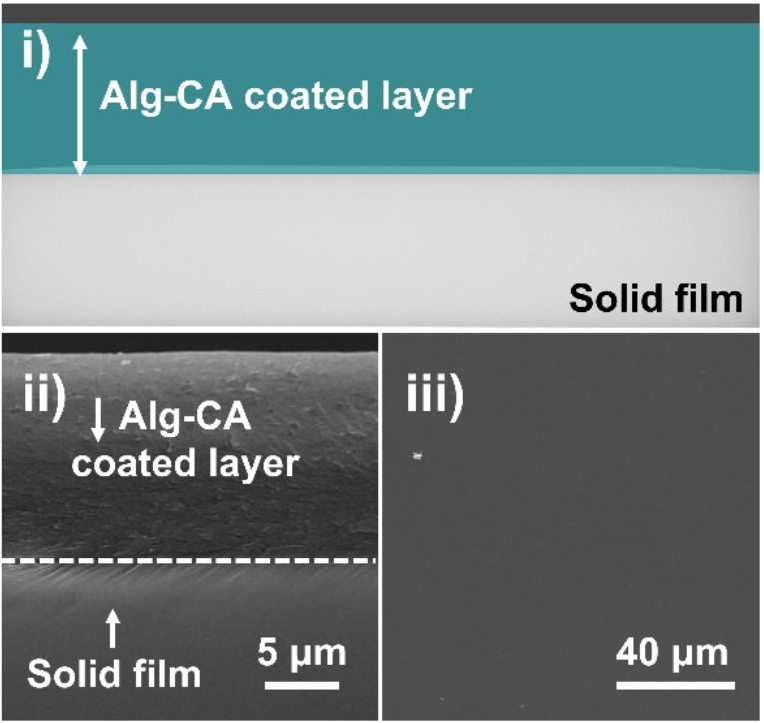 i)
Alg-CA coated layer
Solid film
ii)
Alg-CA
coated layer
Solid film
5 μm
iii)
40 μm